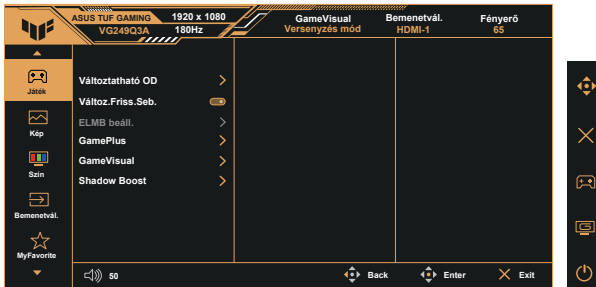 ASUS TUF GAMING 1920 x 1080
VG249Q3A 180Hz
GameVisual
Versenyzés mód
Bemenetvál.
HDMI-1
Fényerő
65
Játék
Kép
Szín
Bemenetvál.
MyFavorite
Változtatható OD
Változ.Friss.Seb.
ELMB beáll.
GamePlus
GameVisual
Shadow Boost
50
Back Enter Exit